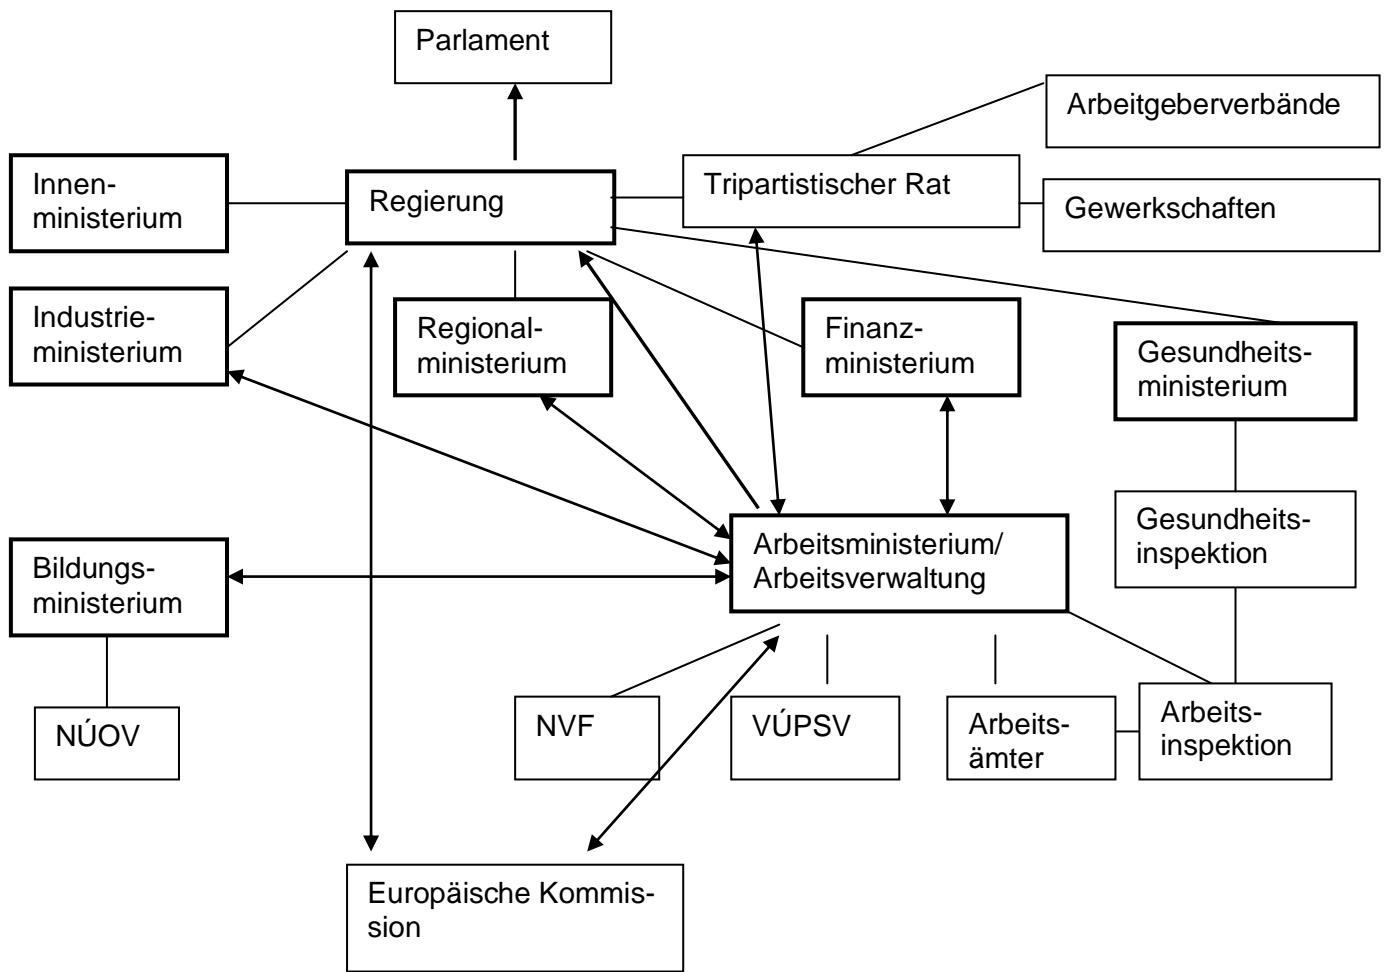 Parlament
Arbeitgeberverbände
Innen-
ministerium
Regierung
Tripartistischer Rat
Gewerkschaften
Industrie-
ministerium
Regional-
ministerium
Finanz-
ministerium
Gesundheits-
ministerium
Gesundheits-
inspektion
Bildungs-
ministerium
Arbeitsministerium/
Arbeitsverwaltung
NÚOV
NVF
VÚPSV
Arbeits-
ämter
Arbeits-
inspektion
Europäische Kommis-
sion